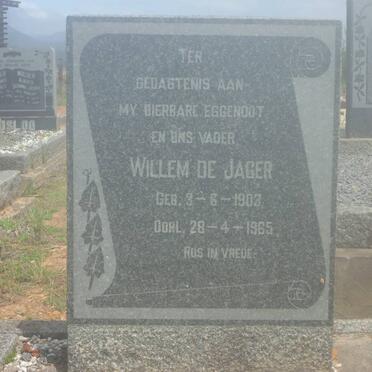 TER
GEDAGTENIS AAN
MY DIERBARE EGGENOOT
EN ONS VADER
WILLEM DE JAGER
GEB. 3-6-1903
OORL. 28-4-1965
RUS IN VREDE.